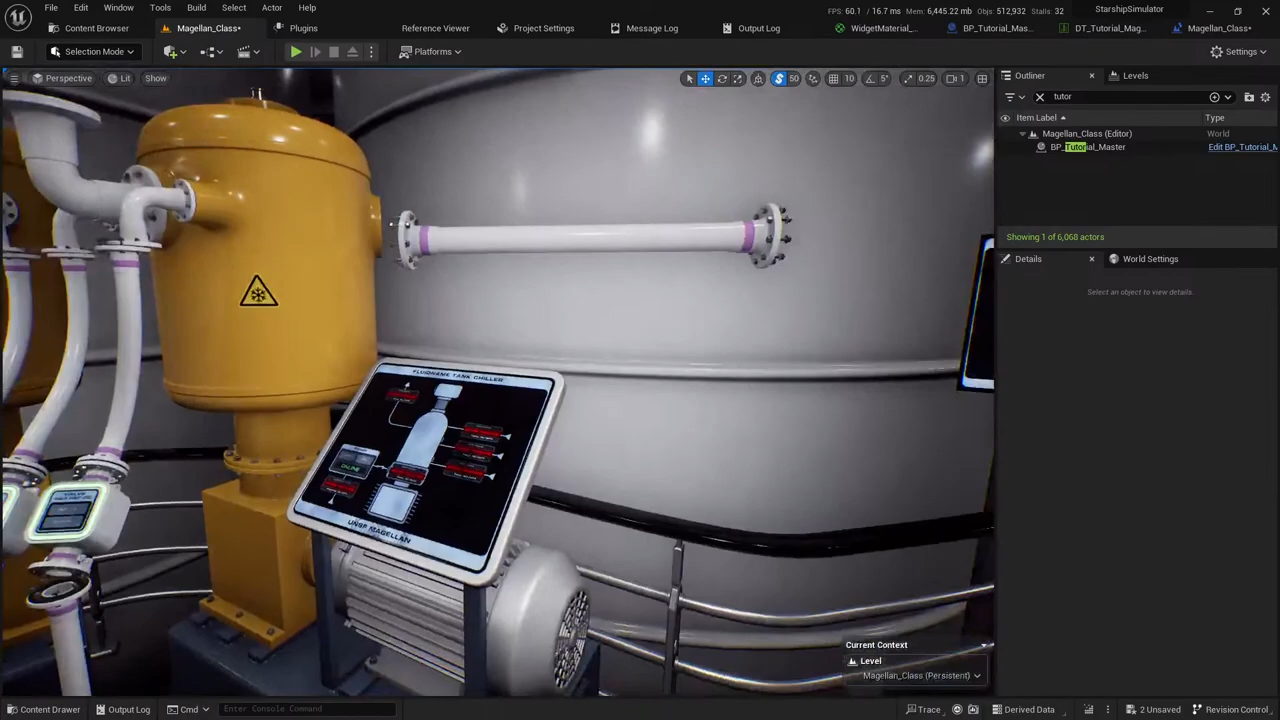 File Edit Window Tools Build Select Actor Help
FPS: 60.1 / 16.7 ms Mem: 6,445.22 mb Objs: 512,932 Stalls: 32
StarshipSimulator
Content Browser Magellan_Class* Plugins Reference Viewer Project Settings Message Log Output Log WidgetMaterial_... BP_Tutorial_Mas... DT_Tutorial_Mag... Magellan_Class*
Selection Mode Platforms Settings
Perspective Lit Show 50 10 5° 0.25 1
Outliner Levels
tutor
Item Label Type
Magellan_Class (Editor) World
BP_Tutorial_Master Edit BP_Tutorial_M
Showing 1 of 6,068 actors
Details World Settings
Select an object to view details.
FLUIDNAME TANK CHILLER
ONLINE
UNSF MAGELLAN
VALVE
Current Context
Level
Magellan_Class (Persistent)
Content Drawer Output Log Cmd Enter Console Command Trace Derived Data 2 Unsaved Revision Control